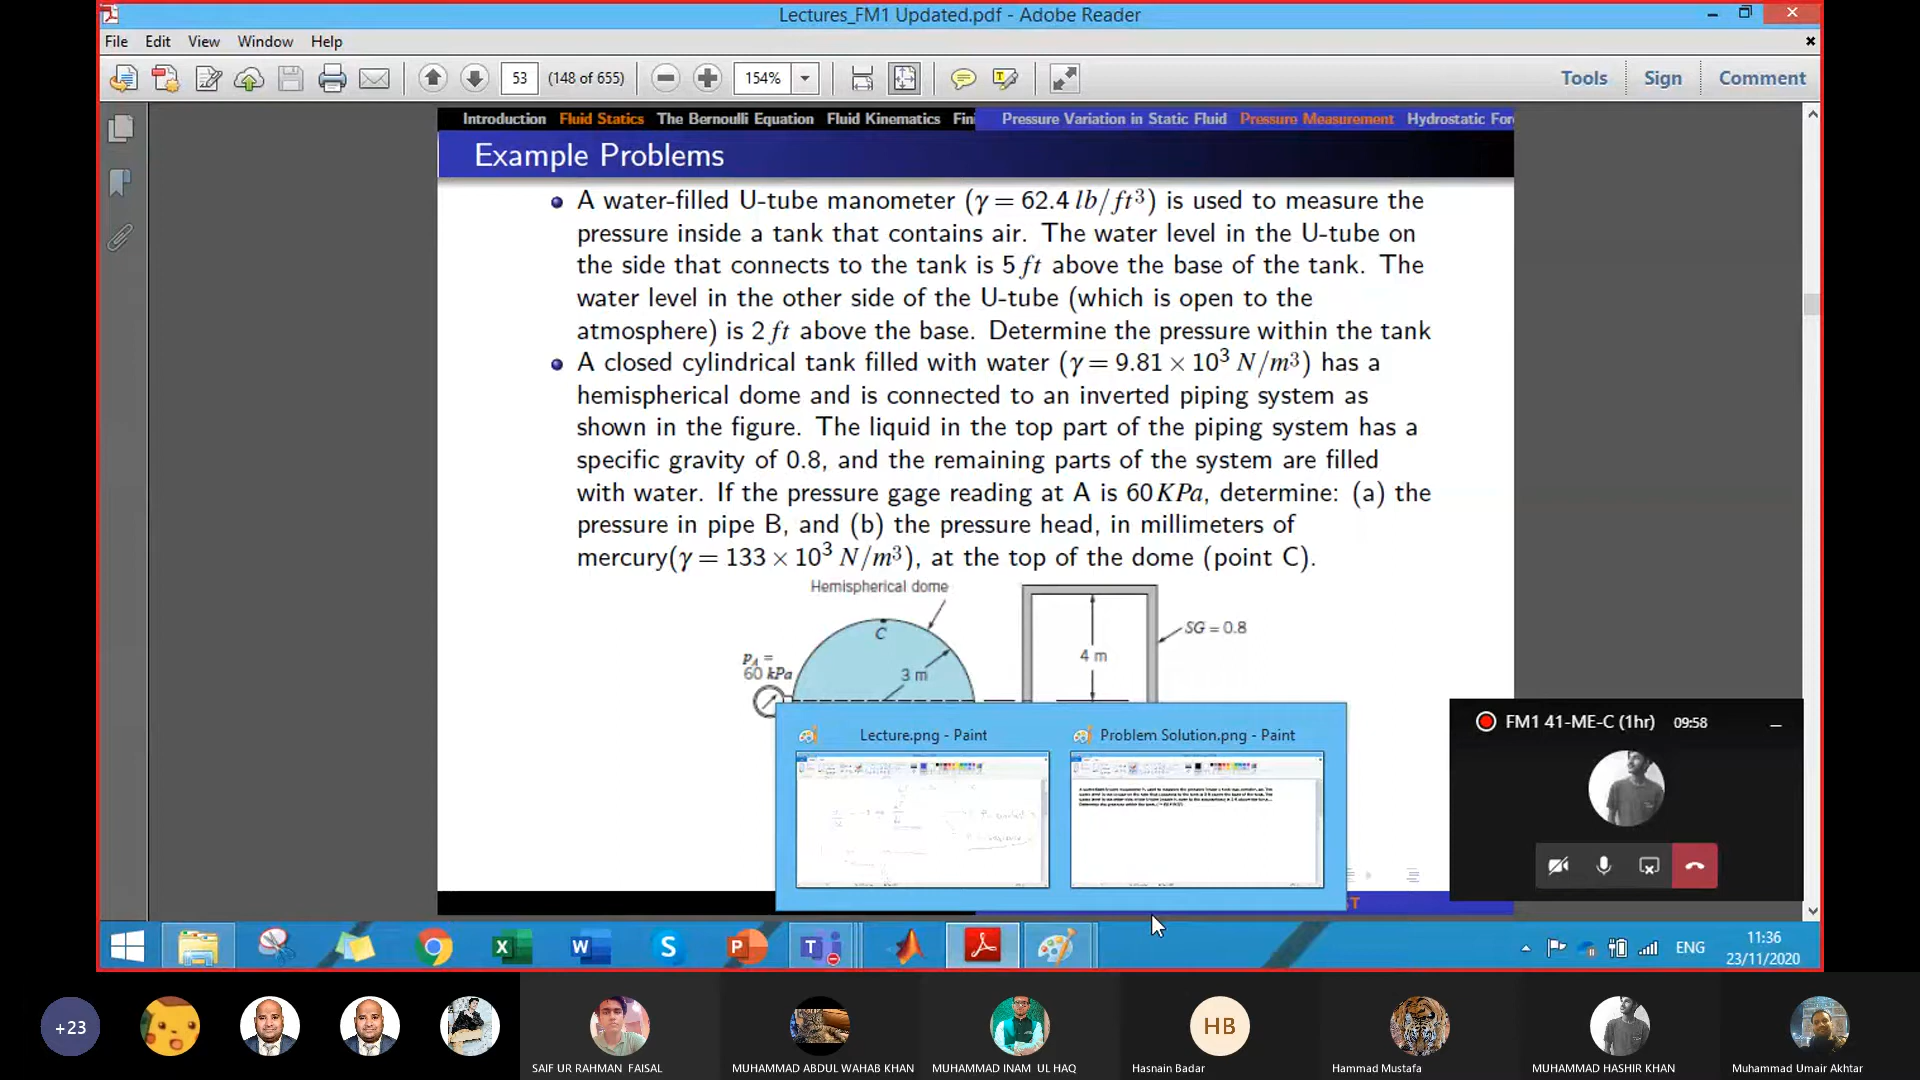 Lectures_FM1 Updated.pdf - Adobe Reader
File Edit View Window Help
53 (148 of 655) 154% Tools Sign Comment
Introduction Fluid Statics The Bernoulli Equation Fluid Kinematics Fini Pressure Variation in Static Fluid Pressure Measurement Hydrostatic For
Example Problems
A water-filled U-tube manometer (γ = 62.4 lb/ft³) is used to measure the
pressure inside a tank that contains air. The water level in the U-tube on
the side that connects to the tank is 5 ft above the base of the tank. The
water level in the other side of the U-tube (which is open to the
atmosphere) is 2 ft above the base. Determine the pressure within the tank
A closed cylindrical tank filled with water (γ = 9.81 × 10³ N/m³) has a
hemispherical dome and is connected to an inverted piping system as
shown in the figure. The liquid in the top part of the piping system has a
specific gravity of 0.8, and the remaining parts of the system are filled
with water. If the pressure gage reading at A is 60 KPa, determine: (a) the
pressure in pipe B, and (b) the pressure head, in millimeters of
mercury(γ = 133 × 10³ N/m³), at the top of the dome (point C).
Hemispherical dome
C
SG = 0.8
p_A =
60 kPa
3 m
4 m
Lecture.png - Paint
Problem Solution.png - Paint
FM1 41-ME-C (1hr) 09:58
ENG
11:36
23/11/2020
+23
HB
SAIF UR RAHMAN FAISAL
MUHAMMAD ABDUL WAHAB KHAN
MUHAMMAD INAM UL HAQ
Hasnain Badar
Hammad Mustafa
MUHAMMAD HASHIR KHAN
Muhammad Umair Akhtar